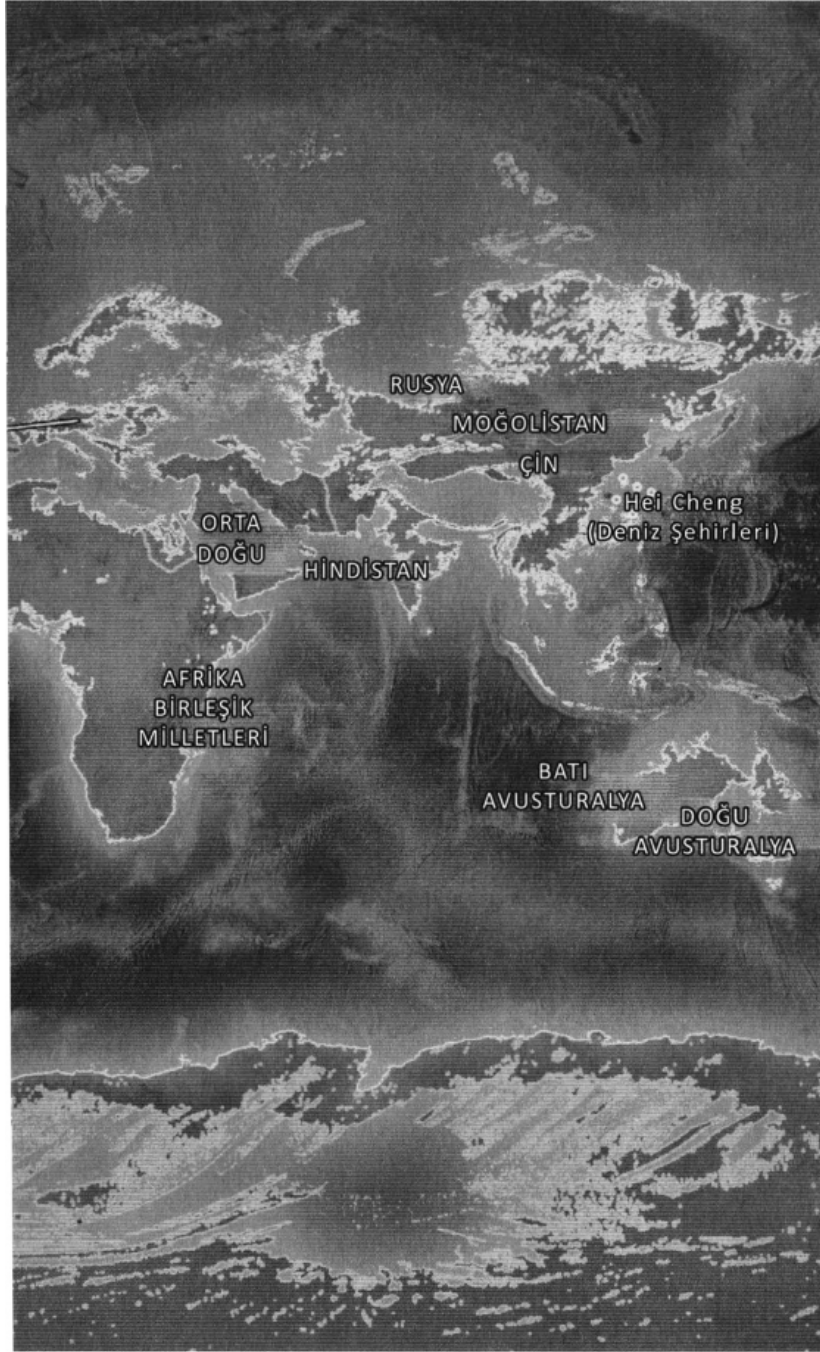 RUSYA
MOĞOLİSTAN
ÇİN
Hei Cheng
(Deniz Şehirleri)
ORTA
DOĞU
HİNDİSTAN
AFRİKA
BİRLEŞİK
MİLLETLERİ
BATI
AVUSTURALYA
DOĞU
AVUSTURALYA